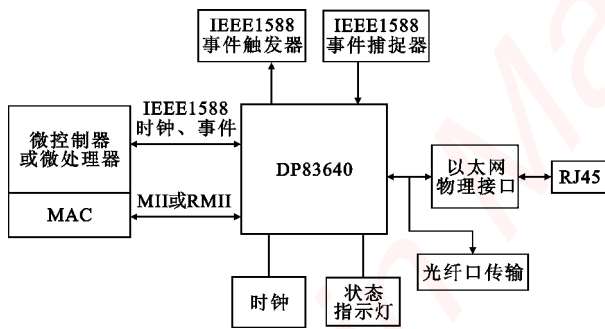 IEEE1588
事件触发器
IEEE1588
事件捕捉器
IEEE1588
时钟、事件
微控制器
或微处理器
DP83640
以太网
物理接口
RJ45
MAC
MII或RMII
光纤口传输
时钟
状态
指示灯